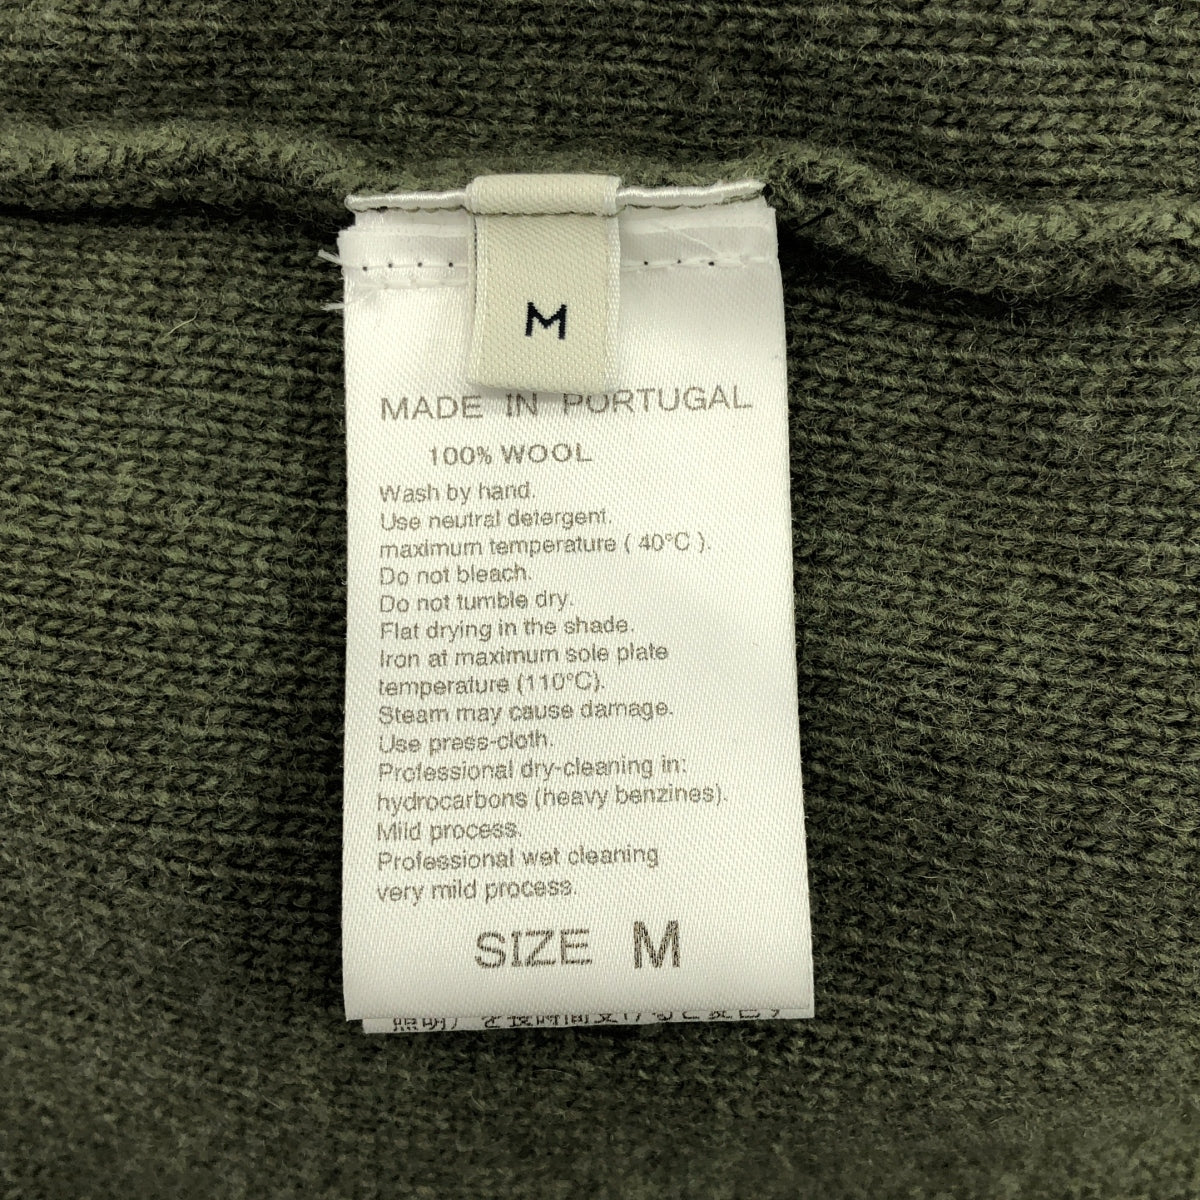 M
MADE IN PORTUGAL
100% WOOL
Wash by hand.
Use neutral detergent.
maximum temperature ( 40°C ).
Do not bleach.
Do not tumble dry.
Flat drying in the shade.
Iron at maximum sole plate
temperature (110°C).
Steam may cause damage.
Use press-cloth.
Professional dry-cleaning in:
hydrocarbons (heavy benzines).
Mild process.
Professional wet cleaning
very mild process.
SIZE M